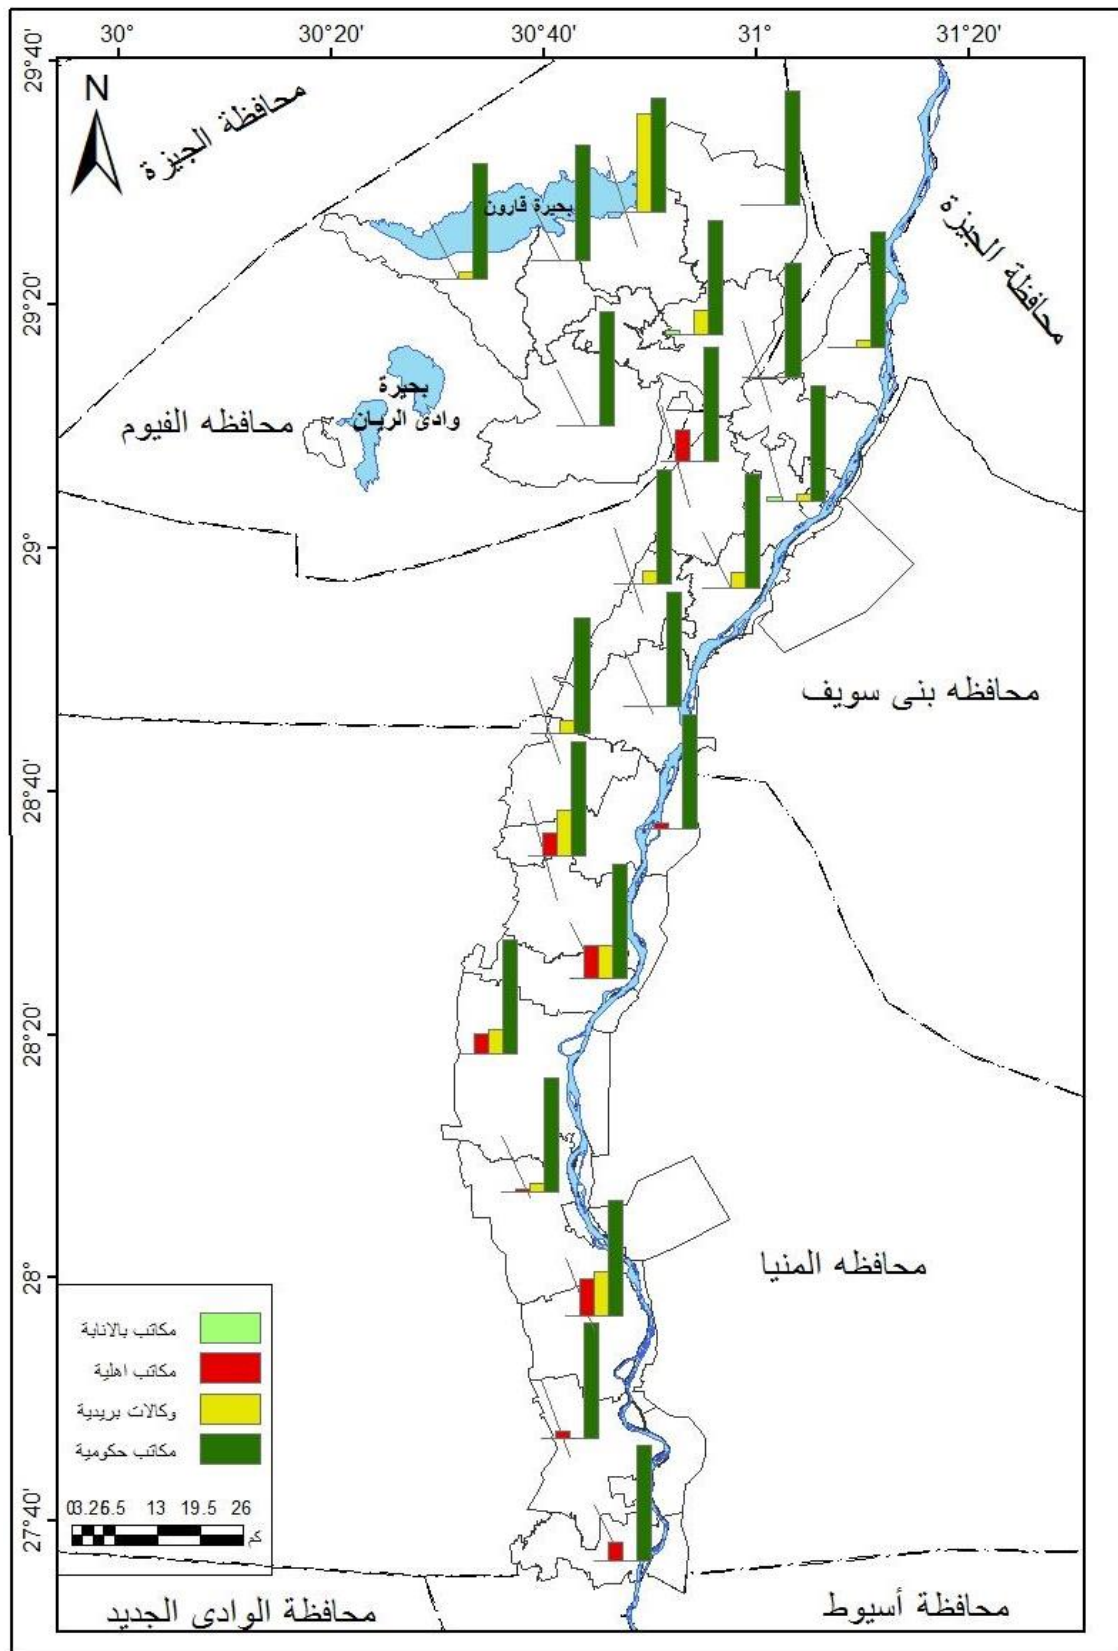 30°
30°20'
30°40'
31°
31°20'
29°40'
29°20'
29°
28°40'
28°20'
28°
27°40'
N
محافظة الجيزة
محافظة الجيزة
بحيرة قارون
بحيرة
وادى الريان
محافظه الفيوم
محافظه بنى سويف
محافظه المنيا
مكاتب بالانابة
مكاتب اهلية
وكالات بريدية
مكاتب حكومية
03.256.5 13 19.5 26
كم
محافظة الوادى الجديد
محافظة أسيوط